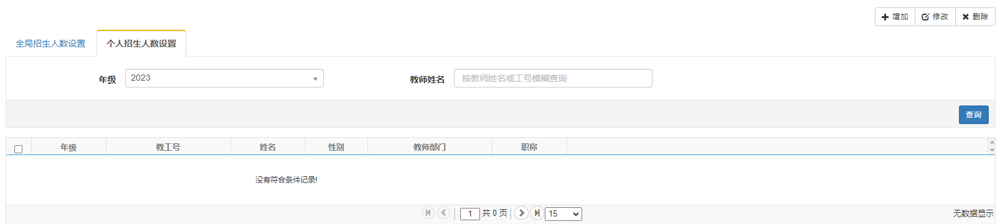 增加 修改 删除
全局招生人数设置 个人招生人数设置
年级 2023 教师姓名 按教师姓名或工号模糊查询
查询
年级 教工号 姓名 性别 教师部门 职称
没有符合条件记录!
1 共 0 页 15 无数据显示